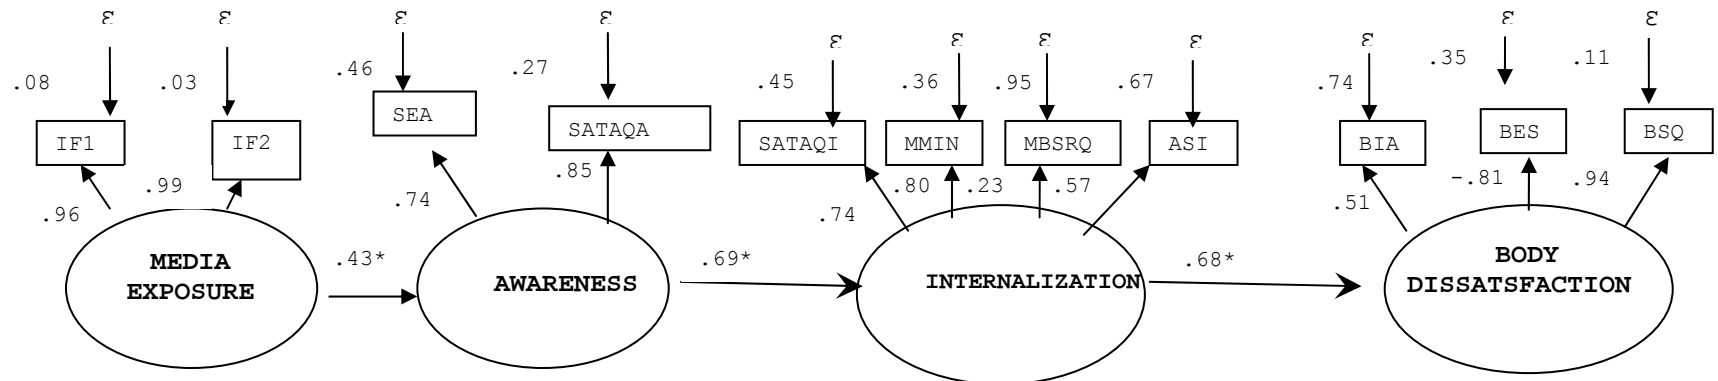 ε ε ε ε ε ε ε ε ε ε ε
.08 .03 .46 .27 .45 .36 .95 .67 .74 .35 .11
IF1 IF2 SEA SATAQA SATAQI MMIN MBSRQ ASI BIA BES BSQ
.96 .99 .74 .85 .74 .80 .23 .57 .51 -.81 .94
MEDIA
EXPOSURE
.43*
AWARENESS
.69*
INTERNALIZATION
.68*
BODY
DISSATSFACTION